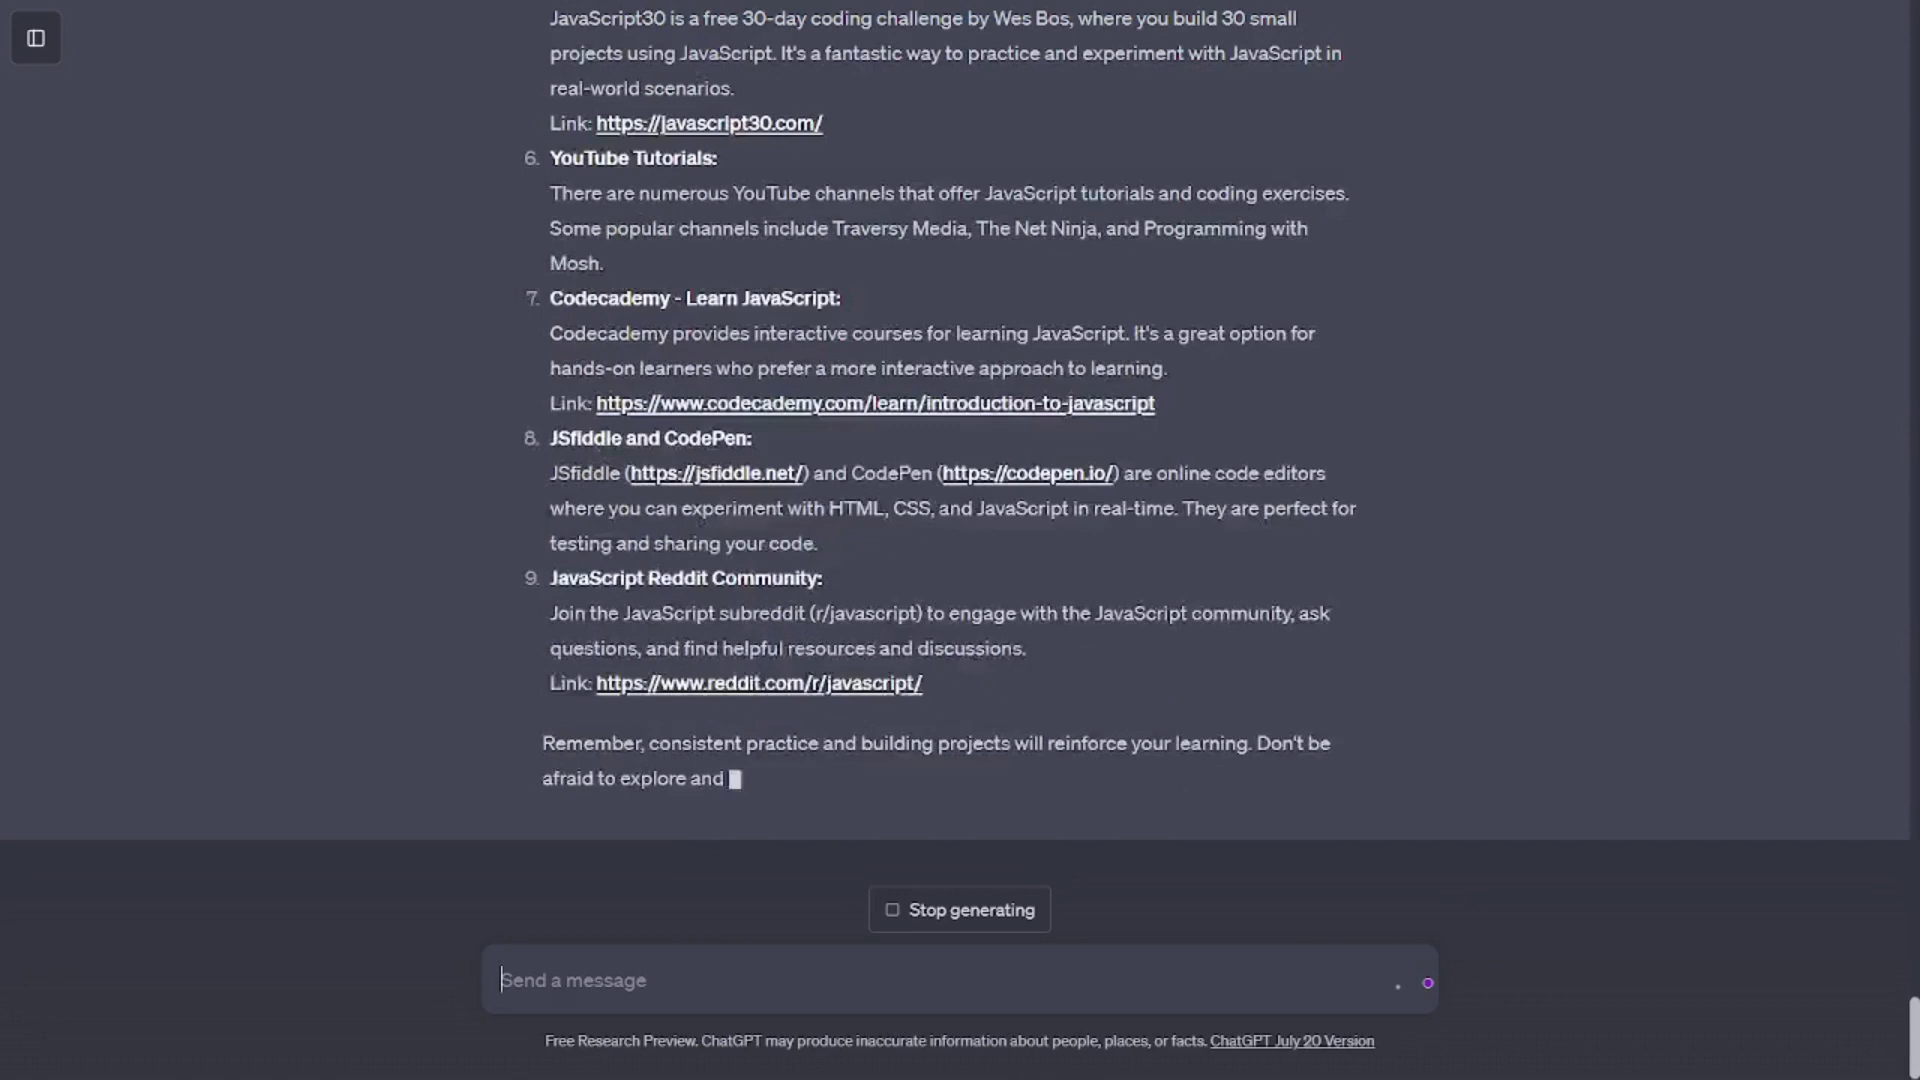 JavaScript30 is a free 30-day coding challenge by Wes Bos, where you build 30 small
projects using JavaScript. It's a fantastic way to practice and experiment with JavaScript in
real-world scenarios.
Link: https://javascript30.com/
6. YouTube Tutorials:
There are numerous YouTube channels that offer JavaScript tutorials and coding exercises.
Some popular channels include Traversy Media, The Net Ninja, and Programming with
Mosh.
7. Codecademy - Learn JavaScript:
Codecademy provides interactive courses for learning JavaScript. It's a great option for
hands-on learners who prefer a more interactive approach to learning.
Link: https://www.codecademy.com/learn/introduction-to-javascript
8. JSfiddle and CodePen:
JSfiddle (https://jsfiddle.net/) and CodePen (https://codepen.io/) are online code editors
where you can experiment with HTML, CSS, and JavaScript in real-time. They are perfect for
testing and sharing your code.
9. JavaScript Reddit Community:
Join the JavaScript subreddit (r/javascript) to engage with the JavaScript community, ask
questions, and find helpful resources and discussions.
Link: https://www.reddit.com/r/javascript/
Remember, consistent practice and building projects will reinforce your learning. Don't be
afraid to explore and
Stop generating
Send a message
Free Research Preview. ChatGPT may produce inaccurate information about people, places, or facts. ChatGPT July 20 Version